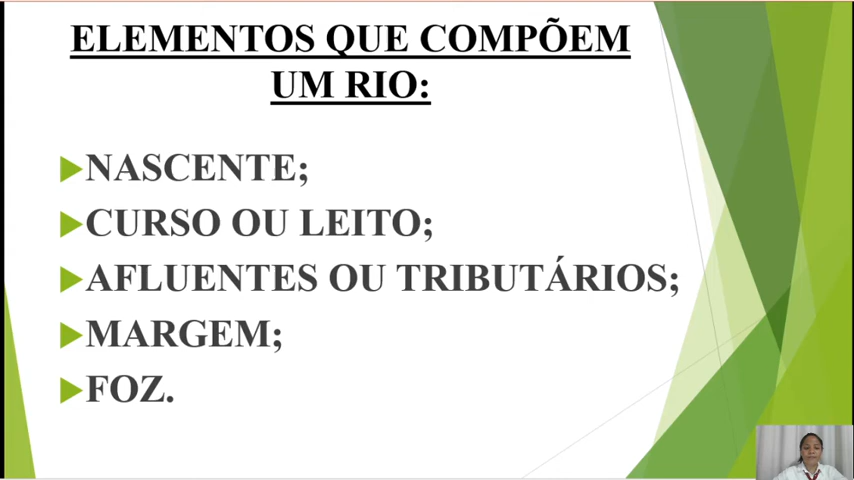 ELEMENTOS QUE COMPÕEM
UM RIO:
NASCENTE;
CURSO OU LEITO;
AFLUENTES OU TRIBUTÁRIOS;
MARGEM;
FOZ.